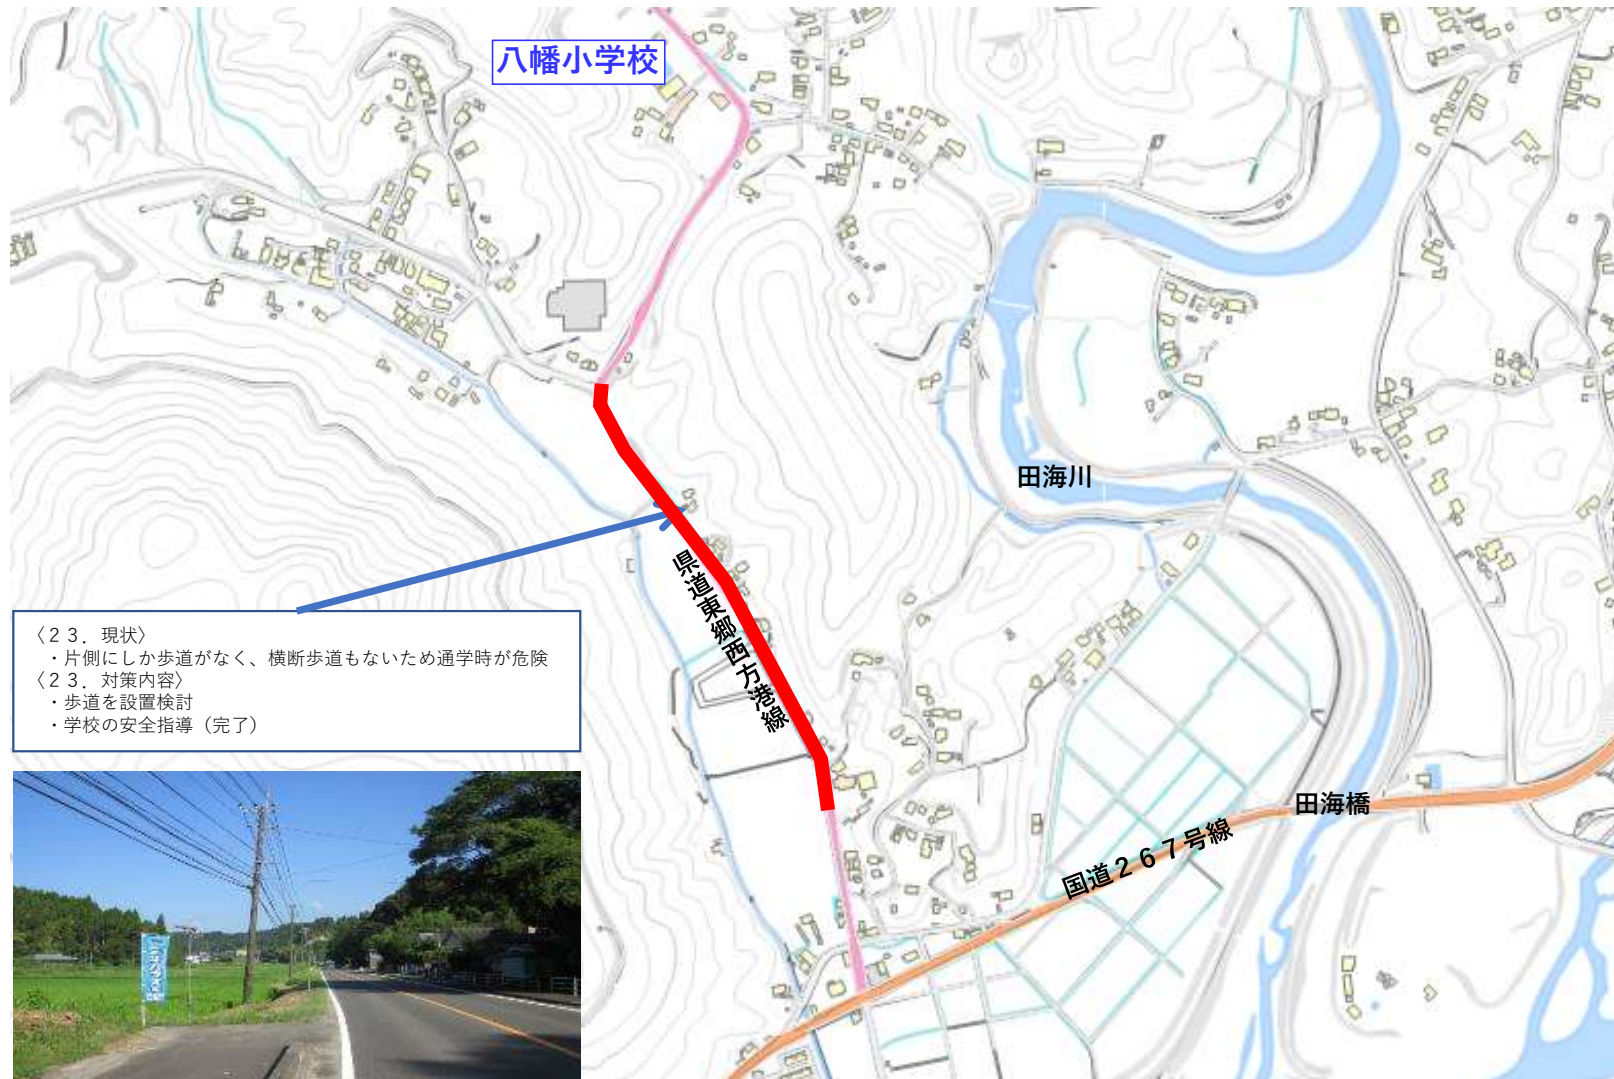 八幡小学校
田海川
県道東郷西方港線
〈２３．現状〉
・片側にしか歩道がなく、横断歩道もないため通学時が危険
〈２３．対策内容〉
・歩道を設置検討
・学校の安全指導（完了）
田海橋
国道２６７号線